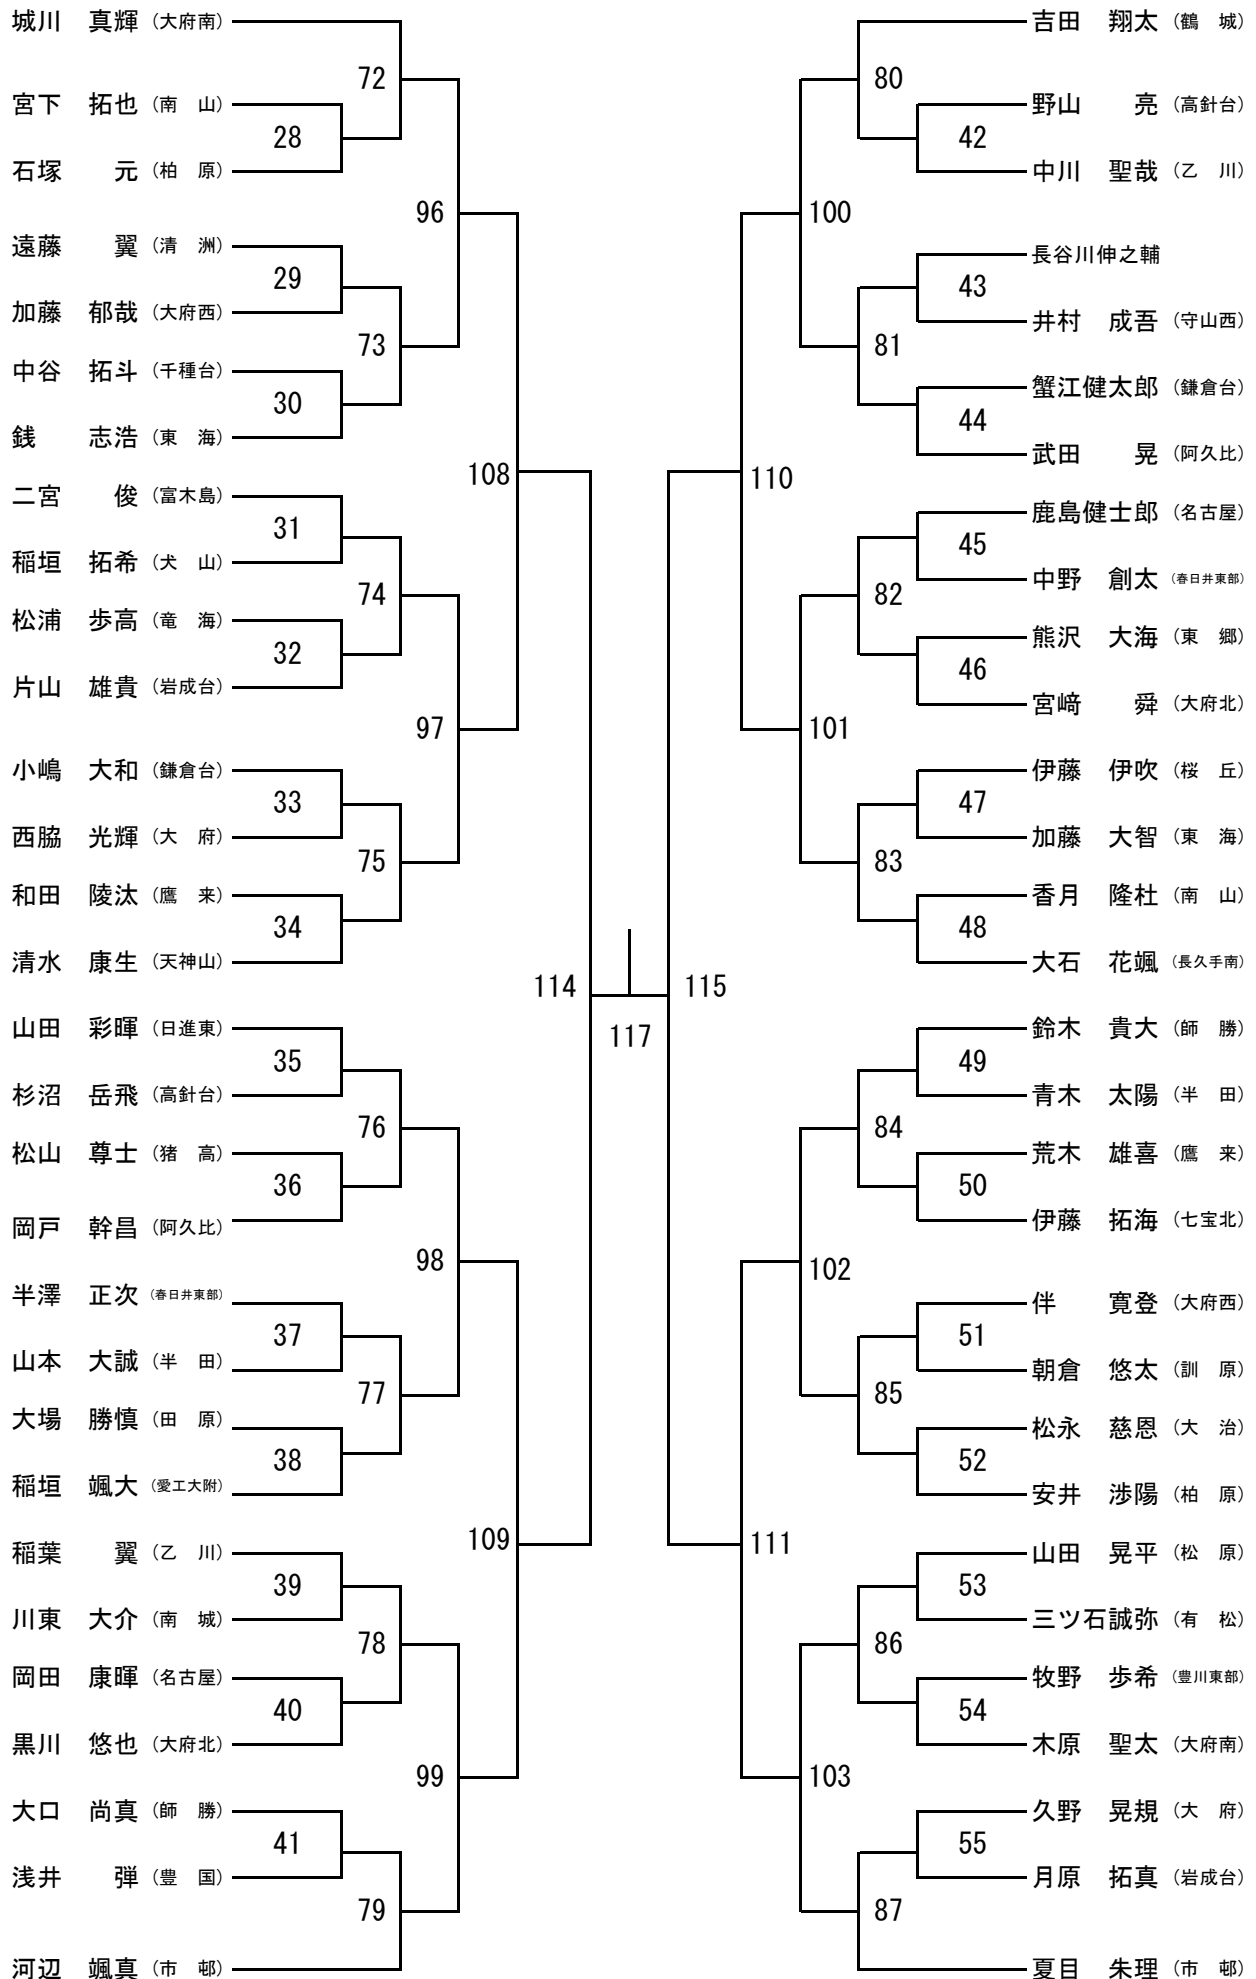 城川　真輝（大府南）
72
宮下　拓也（南　山）
28
石塚　　元（柏　原）
96
遠藤　　翼（清　洲）
29
加藤　郁哉（大府西）
73
中谷　拓斗（千種台）
30
銭　　志浩（東　海）
108
二宮　　俊（富木島）
31
稲垣　拓希（犬　山）
74
松浦　歩高（竜　海）
32
片山　雄貴（岩成台）
97
小嶋　大和（鎌倉台）
33
西脇　光輝（大　府）
75
和田　陵汰（鷹　来）
34
清水　康生（天神山）
114
山田　彩暉（日進東）
35
杉沼　岳飛（高針台）
76
松山　尊士（猪　高）
36
岡戸　幹昌（阿久比）
98
半澤　正次（春日井東部）
37
山本　大誠（半　田）
77
大場　勝慎（田　原）
38
稲垣　颯大（愛工大附）
109
稲葉　　翼（乙　川）
39
川東　大介（南　城）
78
岡田　康暉（名古屋）
40
黒川　悠也（大府北）
99
大口　尚真（師　勝）
41
浅井　　弾（豊　国）
79
河辺　颯真（市　邨）
117
吉田　翔太（鶴　城）
80
野山　　亮（高針台）
42
中川　聖哉（乙　川）
100
長谷川伸之輔
43
井村　成吾（守山西）
81
蟹江健太郎（鎌倉台）
44
武田　　晃（阿久比）
110
鹿島健士郎（名古屋）
45
中野　創太（春日井東部）
82
熊沢　大海（東　郷）
46
宮﨑　　舜（大府北）
101
伊藤　伊吹（桜　丘）
47
加藤　大智（東　海）
83
香月　隆杜（南　山）
48
大石　花颯（長久手南）
115
鈴木　貴大（師　勝）
49
青木　太陽（半　田）
84
荒木　雄喜（鷹　来）
50
伊藤　拓海（七宝北）
102
伴　　寛登（大府西）
51
朝倉　悠太（訓　原）
85
松永　慈恩（大　治）
52
安井　渉陽（柏　原）
111
山田　晃平（松　原）
53
三ツ石誠弥（有　松）
86
牧野　歩希（豊川東部）
54
木原　聖太（大府南）
103
久野　晃規（大　府）
55
月原　拓真（岩成台）
87
夏目　朱理（市　邨）